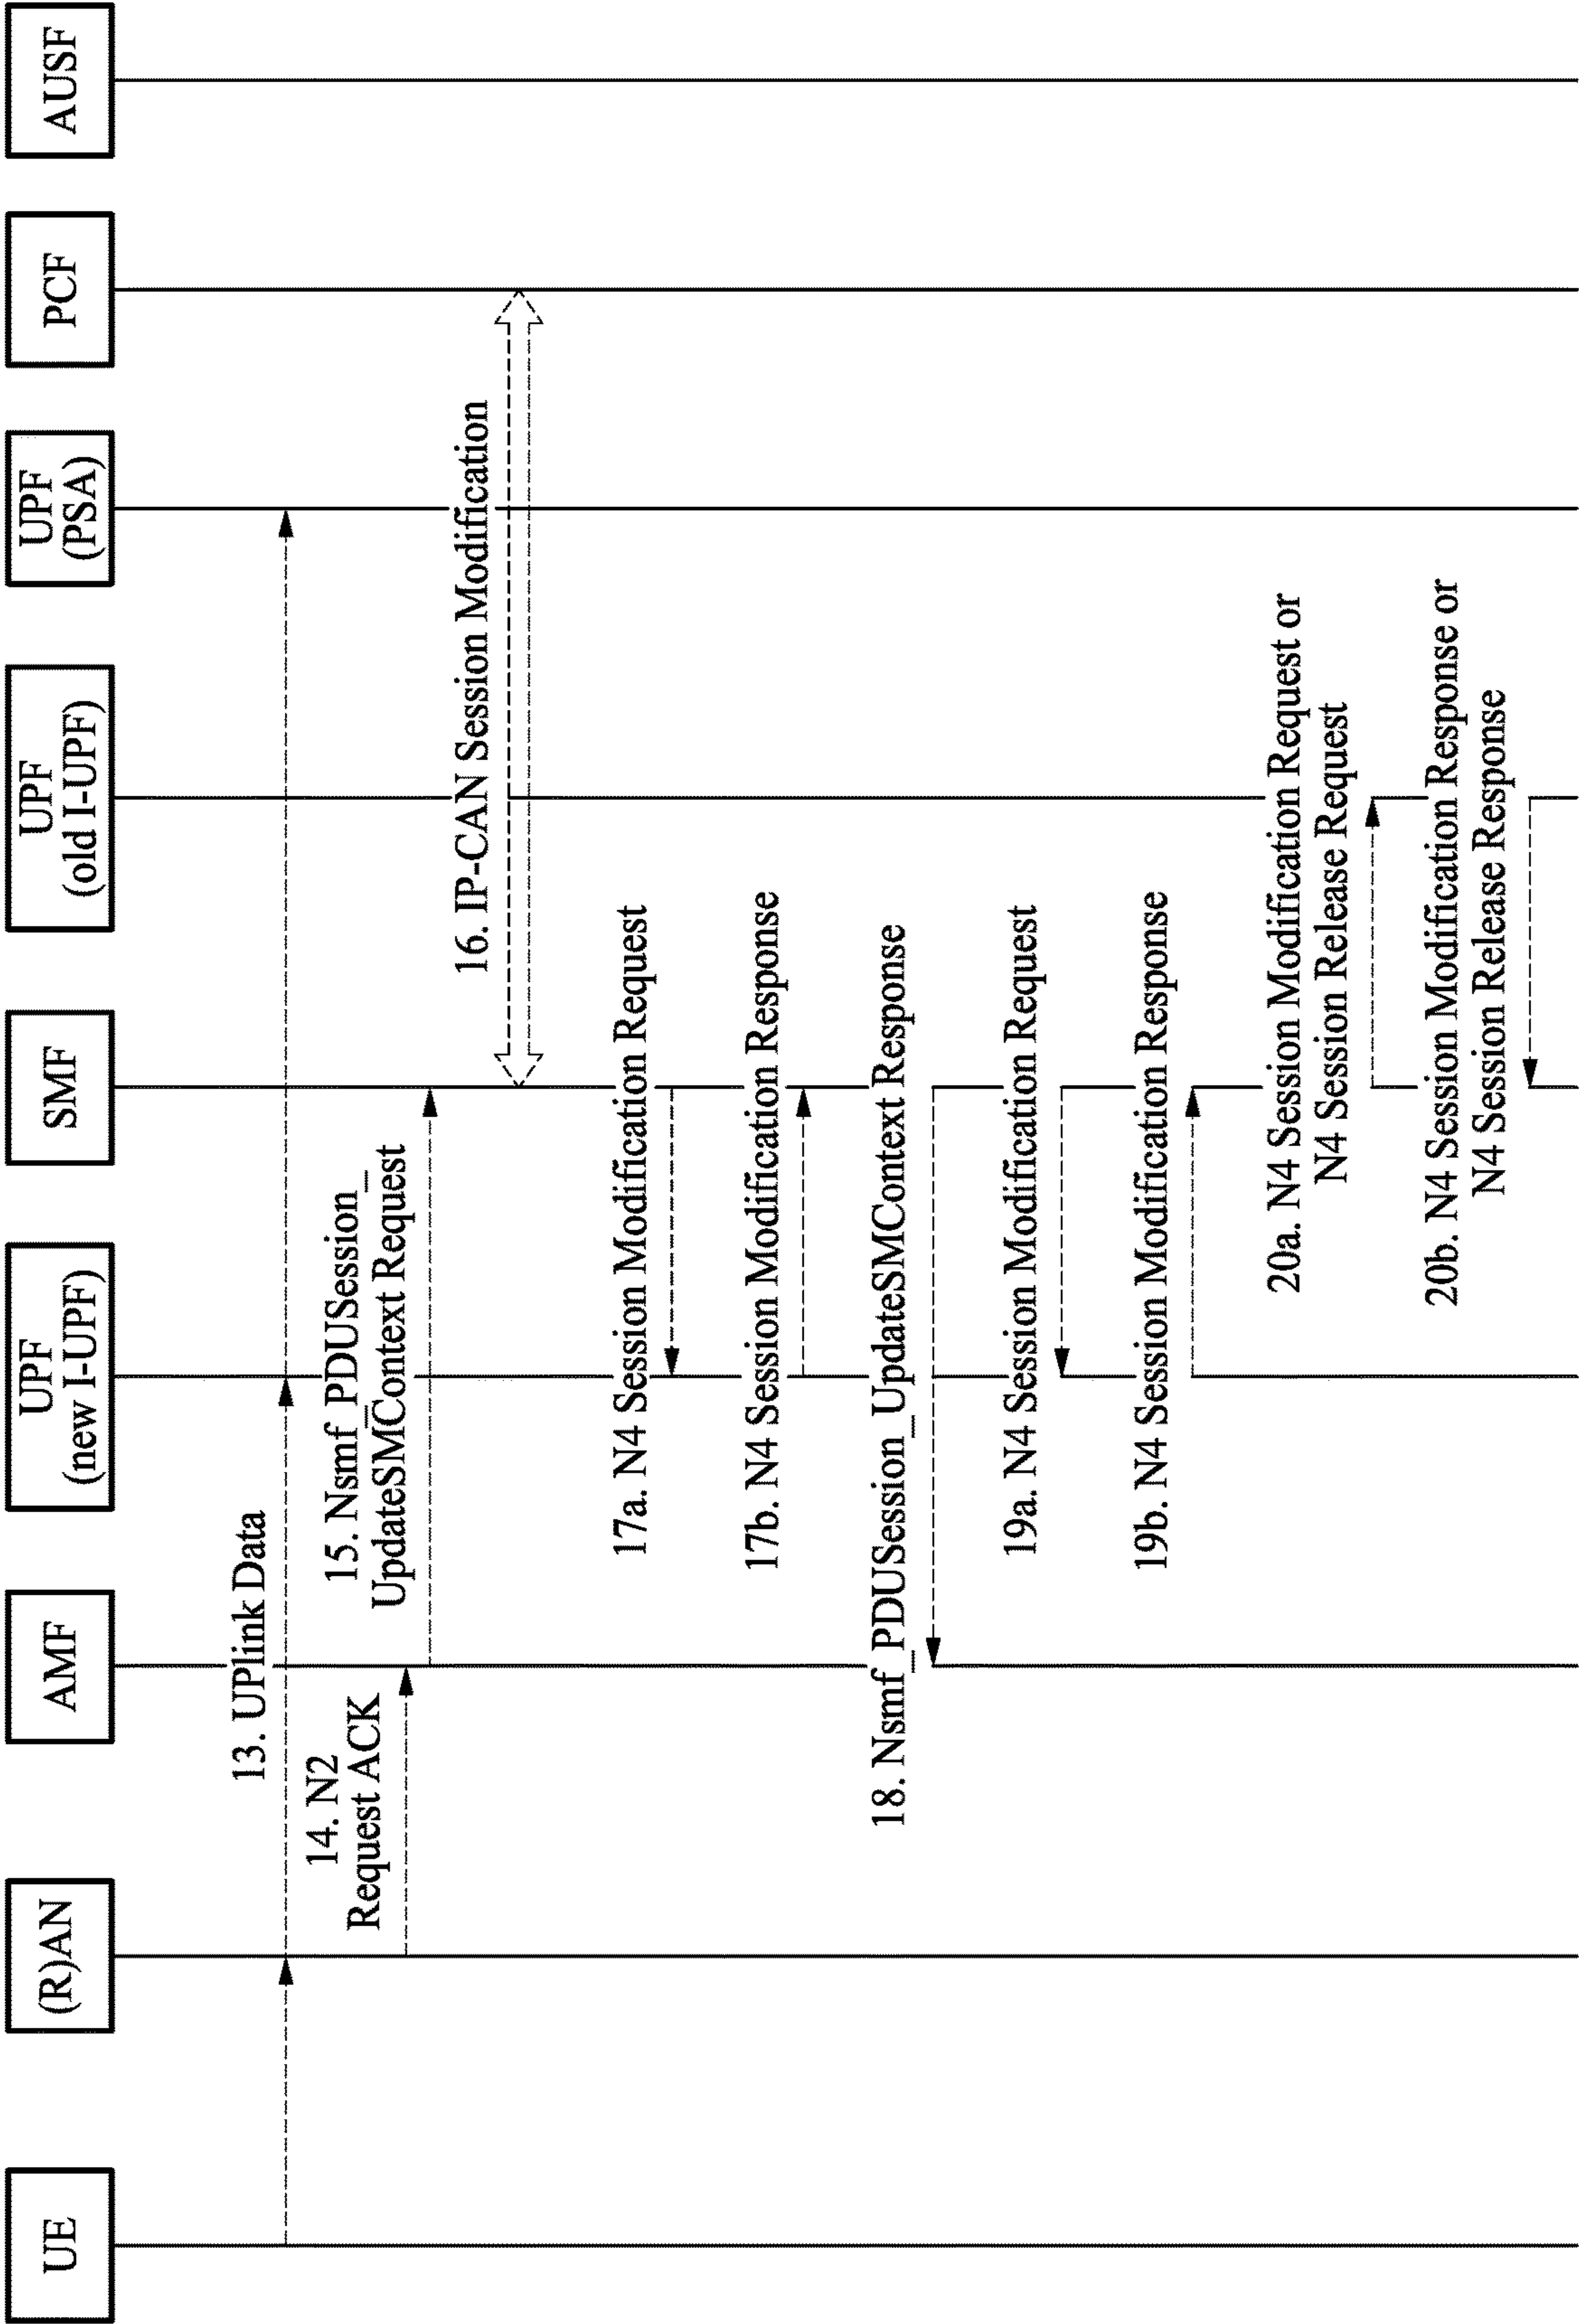 UE
(R)AN
AMF
UPF
(new I-UPF)
SMF
UPF
(old I-UPF)
UPF
(PSA)
PCF
AUSF
13. UPlink Data
14. N2
Request ACK
15. Nsmf_PDUSession_
UpdateSMContext Request
16. IP-CAN Session Modification
17a. N4 Session Modification Request
17b. N4 Session Modification Response
18. Nsmf_PDUSession_UpdateSMContext Response
19a. N4 Session Modification Request
19b. N4 Session Modification Response
20a. N4 Session Modification Request or
N4 Session Release Request
20b. N4 Session Modification Response or
N4 Session Release Response